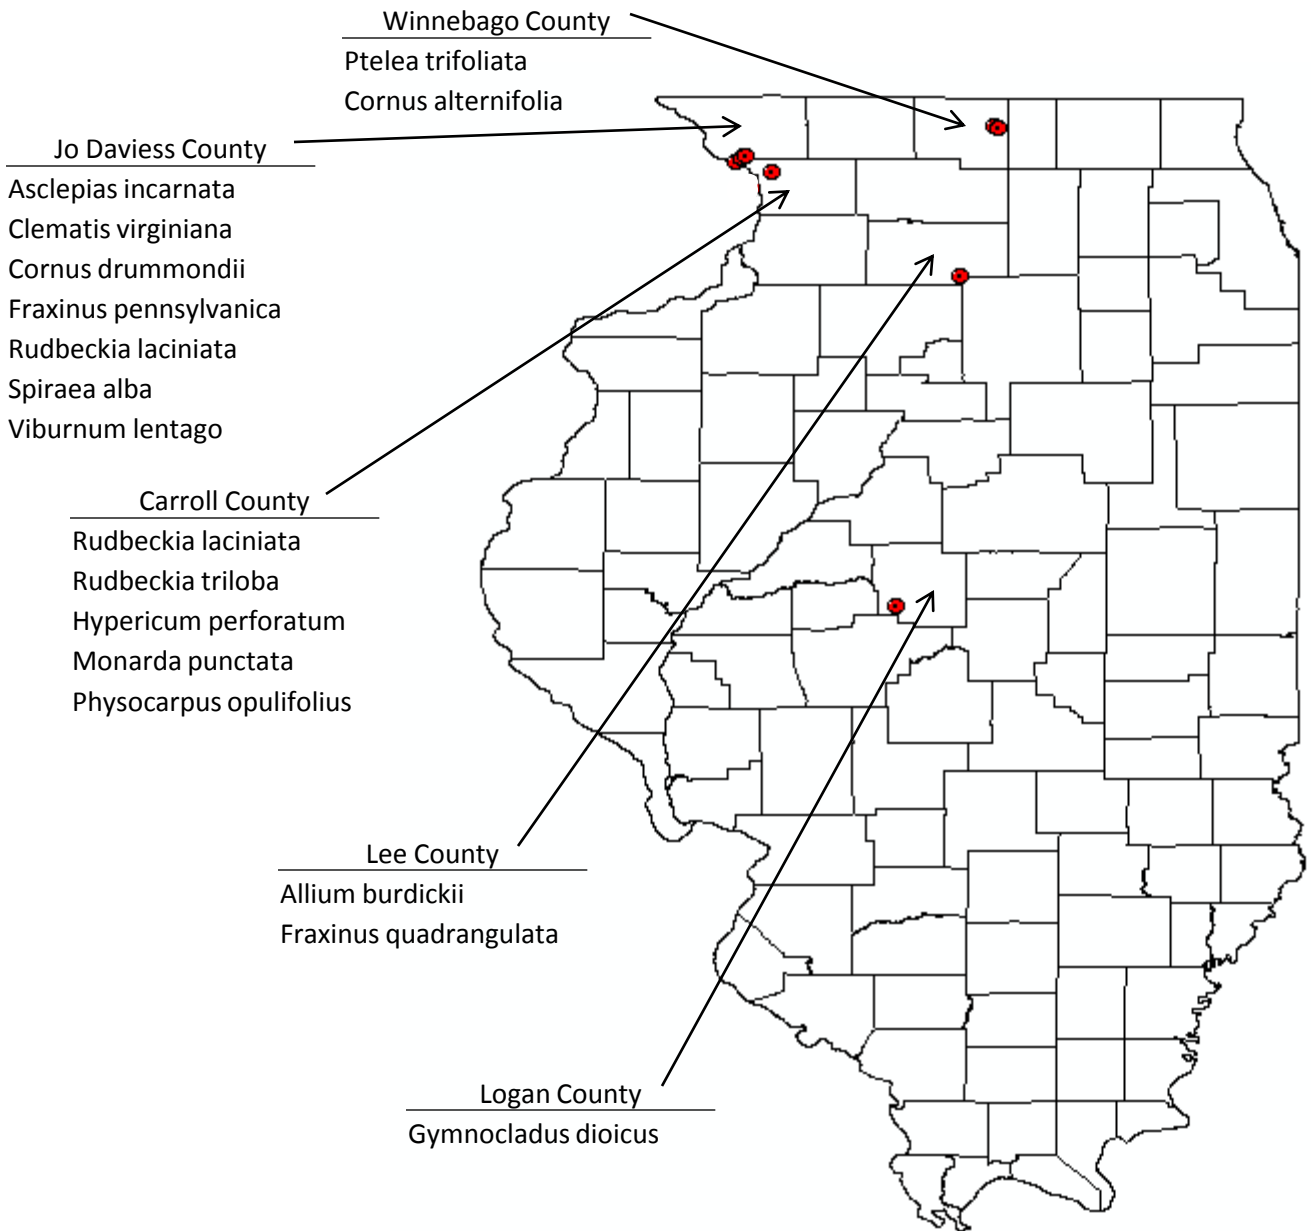 Winnebago County
Ptelea trifoliata
Cornus alternifolia
Jo Daviess County
Asclepias incarnata
Clematis virginiana
Cornus drummondii
Fraxinus pennsylvanica
Rudbeckia laciniata
Spiraea alba
Viburnum lentago
Carroll County
Rudbeckia laciniata
Rudbeckia triloba
Hypericum perforatum
Monarda punctata
Physocarpus opulifolius
Lee County
Allium burdickii
Fraxinus quadrangulata
Logan County
Gymnocladus dioicus